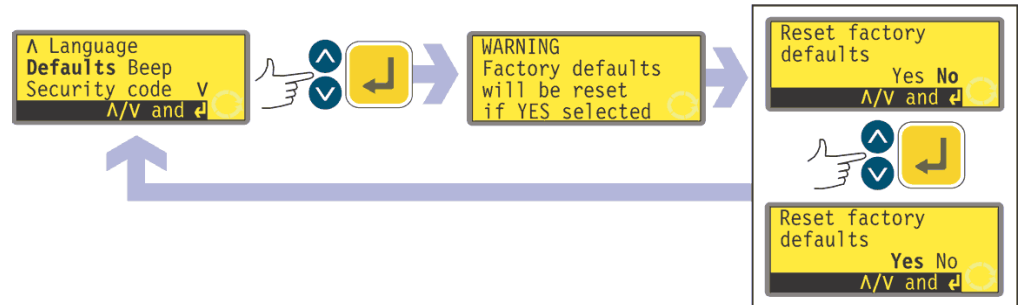 Λ Language
Defaults Beep
Security code V
Λ/V and ↲
WARNING
Factory defaults
will be reset
if YES selected
Reset factory
defaults
Yes No
Λ/V and ↲
Reset factory
defaults
Yes No
Λ/V and ↲